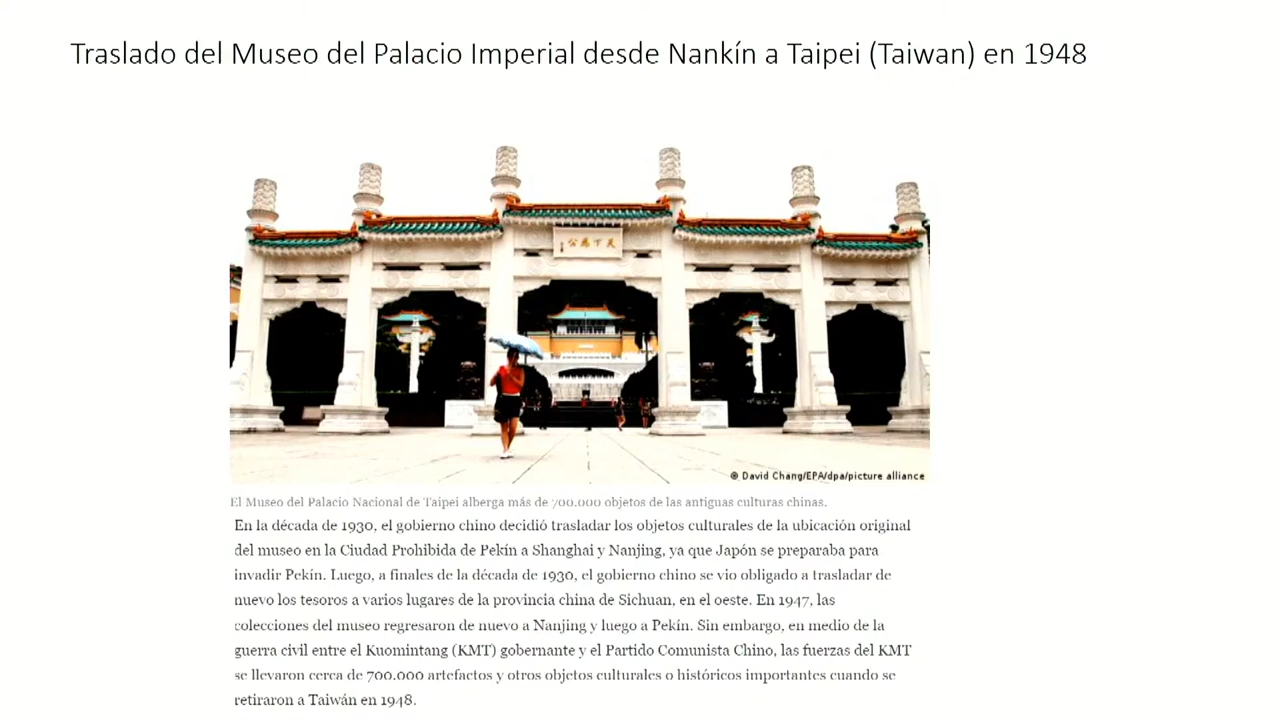 Traslado del Museo del Palacio Imperial desde Nankín a Taipei (Taiwan) en 1948
公下為天
© David Chang/EPA/dpa/picture alliance
El Museo del Palacio Nacional de Taipei alberga más de 700.000 objetos de las antiguas culturas chinas.
En la década de 1930, el gobierno chino decidió trasladar los objetos culturales de la ubicación original
del museo en la Ciudad Prohibida de Pekín a Shanghai y Nanjing, ya que Japón se preparaba para
invadir Pekín. Luego, a finales de la década de 1930, el gobierno chino se vio obligado a trasladar de
nuevo los tesoros a varios lugares de la provincia china de Sichuan, en el oeste. En 1947, las
colecciones del museo regresaron de nuevo a Nanjing y luego a Pekín. Sin embargo, en medio de la
guerra civil entre el Kuomintang (KMT) gobernante y el Partido Comunista Chino, las fuerzas del KMT
se llevaron cerca de 700.000 artefactos y otros objetos culturales o históricos importantes cuando se
retiraron a Taiwán en 1948.